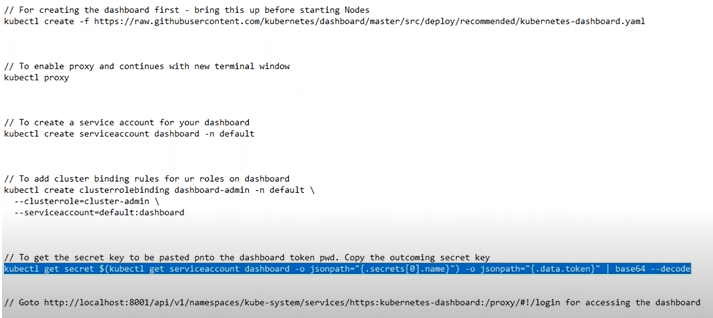 // For creating the dashboard first - bring this up before starting Nodes
kubectl create -f https://raw.githubusercontent.com/kubernetes/dashboard/master/src/deploy/recommended/kubernetes-dashboard.yaml
// To enable proxy and continues with new terminal window
kubectl proxy
// To create a service account for your dashboard
kubectl create serviceaccount dashboard -n default
// To add cluster binding rules for ur roles on dashboard
kubectl create clusterrolebinding dashboard-admin -n default \
--clusterrole=cluster-admin \
--serviceaccount=default:dashboard
// To get the secret key to be pasted pnto the dashboard token pwd. Copy the outcoming secret key
kubectl get secret $(kubectl get serviceaccount dashboard -o jsonpath="{.secrets[0].name}") -o jsonpath="{.data.token}" | base64 --decode
// Goto http://localhost:8001/api/v1/namespaces/kube-system/services/https:kubernetes-dashboard:/proxy/#!/login for accessing the dashboard